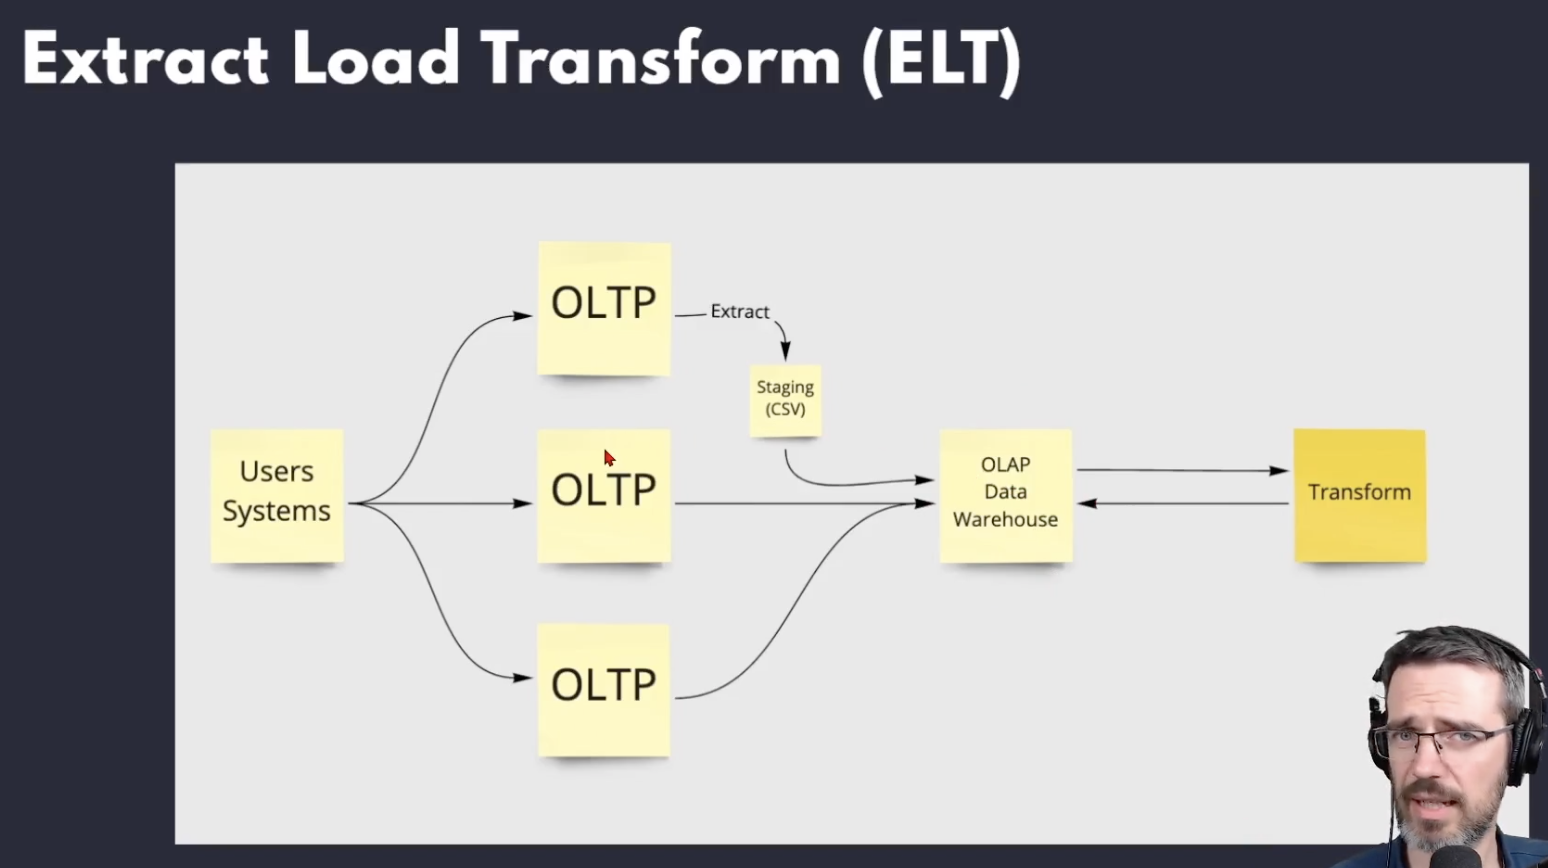 Extract Load Transform (ELT)
OLTP
Extract
Staging
(CSV)
Users
Systems
OLTP
OLAP
Data
Warehouse
Transform
OLTP